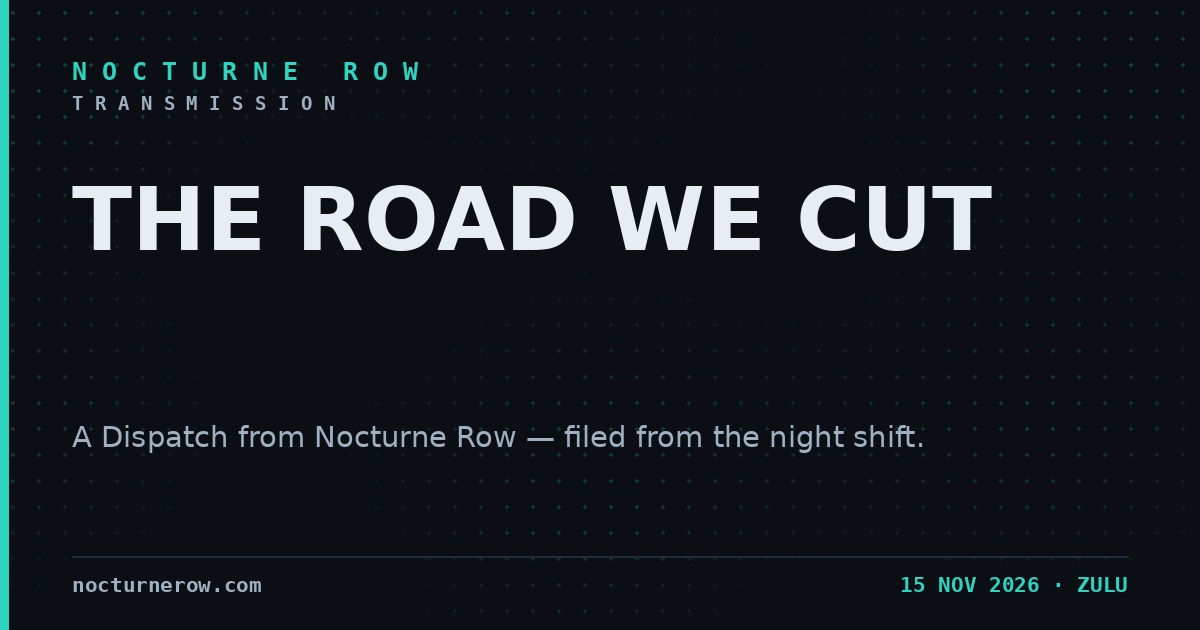 NOCTURNE ROW
TRANSMISSION
THE ROAD WE CUT
A Dispatch from Nocturne Row — filed from the night shift.
nocturnerow.com
15 NOV 2026 · ZULU